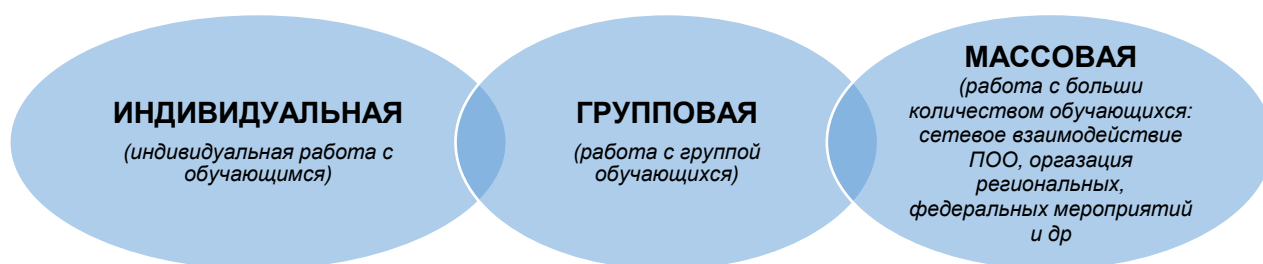 ИНДИВИДУАЛЬНАЯ
(индивидуальная работа с
обучающимся)
ГРУППОВАЯ
(работа с группой
обучающихся)
МАССОВАЯ
(работа с больши
количеством обучающихся:
сетевое взаимодействие
ПОО, оргазация
региональных,
федеральных мероприятий
и др